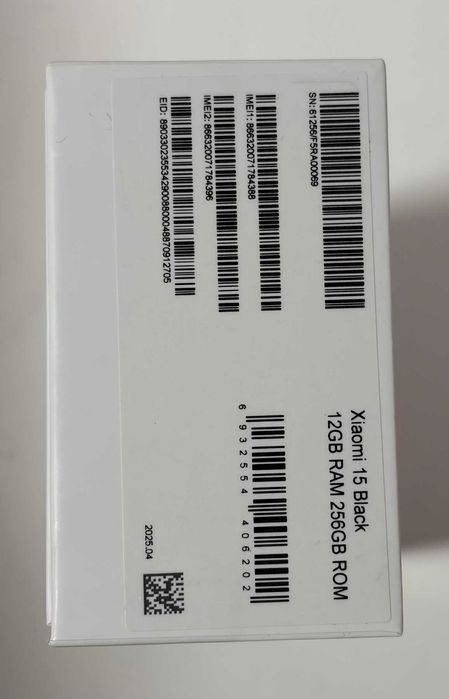 SN: 61256/F5RA00069
IMEI1: 866320071784388
IMEI2: 866320071784396
EID: 89033023553429008800048870912705
Xiaomi 15 Black
12GB RAM 256GB ROM
6 932554 406202
2025.04